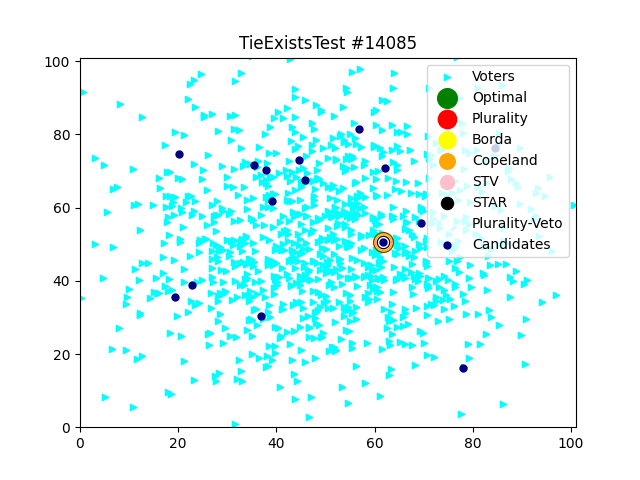 TieExistsTest #14085
100
80
60
40
20
0
0
20
40
60
80
100
Voters
Optimal
Plurality
Borda
Copeland
STV
STAR
Plurality-Veto
Candidates